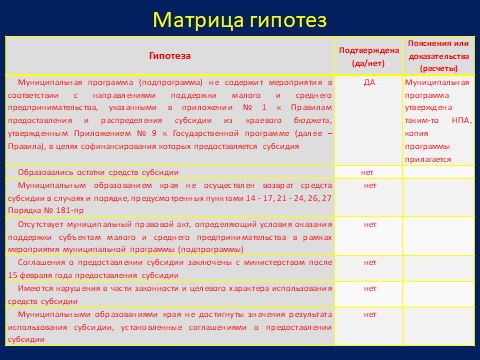 Матрица гипотез
Гипотеза
Подтверждена
(да/нет)
Пояснения или
доказательства
(расчеты)
Муниципальная программа (подпрограмма) не содержит мероприятия в
соответствии с направлениями поддержки малого и среднего
предпринимательства, указанными в приложении № 1 к Правилам
предоставления и распределения субсидии из краевого бюджета,
утвержденным Приложением № 9 к Государственной программе (далее –
Правила), в целях софинансирования которых предоставляется субсидия
ДА
Муниципальная
программа
утверждена
таким-то НПА,
копия
программы
прилагается
Образовались остатки средств субсидии
нет
Муниципальным образованием края не осуществлен возврат средств
субсидии в случаях и порядке, предусмотренных пунктами 14 - 17, 21 - 24, 26, 27
Порядка № 181-пр
нет
Отсутствует муниципальный правовой акт, определяющий условия оказания
поддержки субъектам малого и среднего предпринимательства в рамках
мероприятия муниципальной программы (подпрограммы)
нет
Соглашения о предоставлении субсидии заключены с министерством после
15 февраля года предоставления субсидии
нет
Имеются нарушения в части законности и целевого характера использования
средств субсидии
нет
Муниципальными образованиями края не достигнуты значения результата
использования субсидии, установленные соглашениями о предоставлении
субсидии
нет